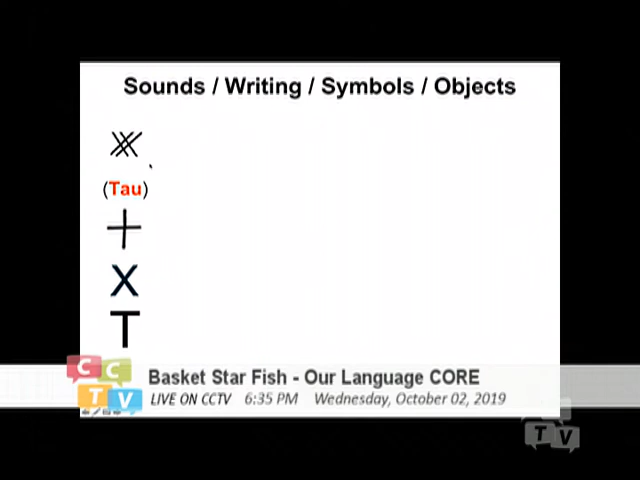 Sounds / Writing / Symbols / Objects
(Tau)
+
X
T
Basket Star Fish - Our Language CORE
LIVE ON CCTV 6:35 PM Wednesday, October 02, 2019
CCTV
TV